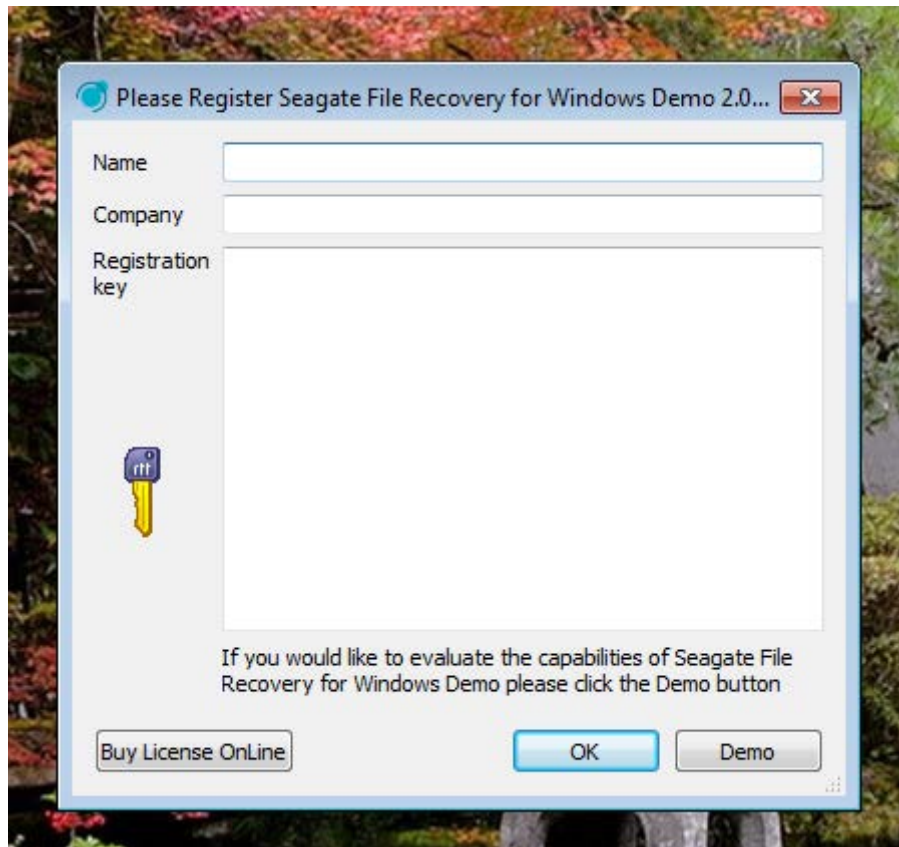 Please Register Seagate File Recovery for Windows Demo 2.0...
Name
Company
Registration
key
rtt
If you would like to evaluate the capabilities of Seagate File
Recovery for Windows Demo please click the Demo button
Buy License OnLine
OK
Demo